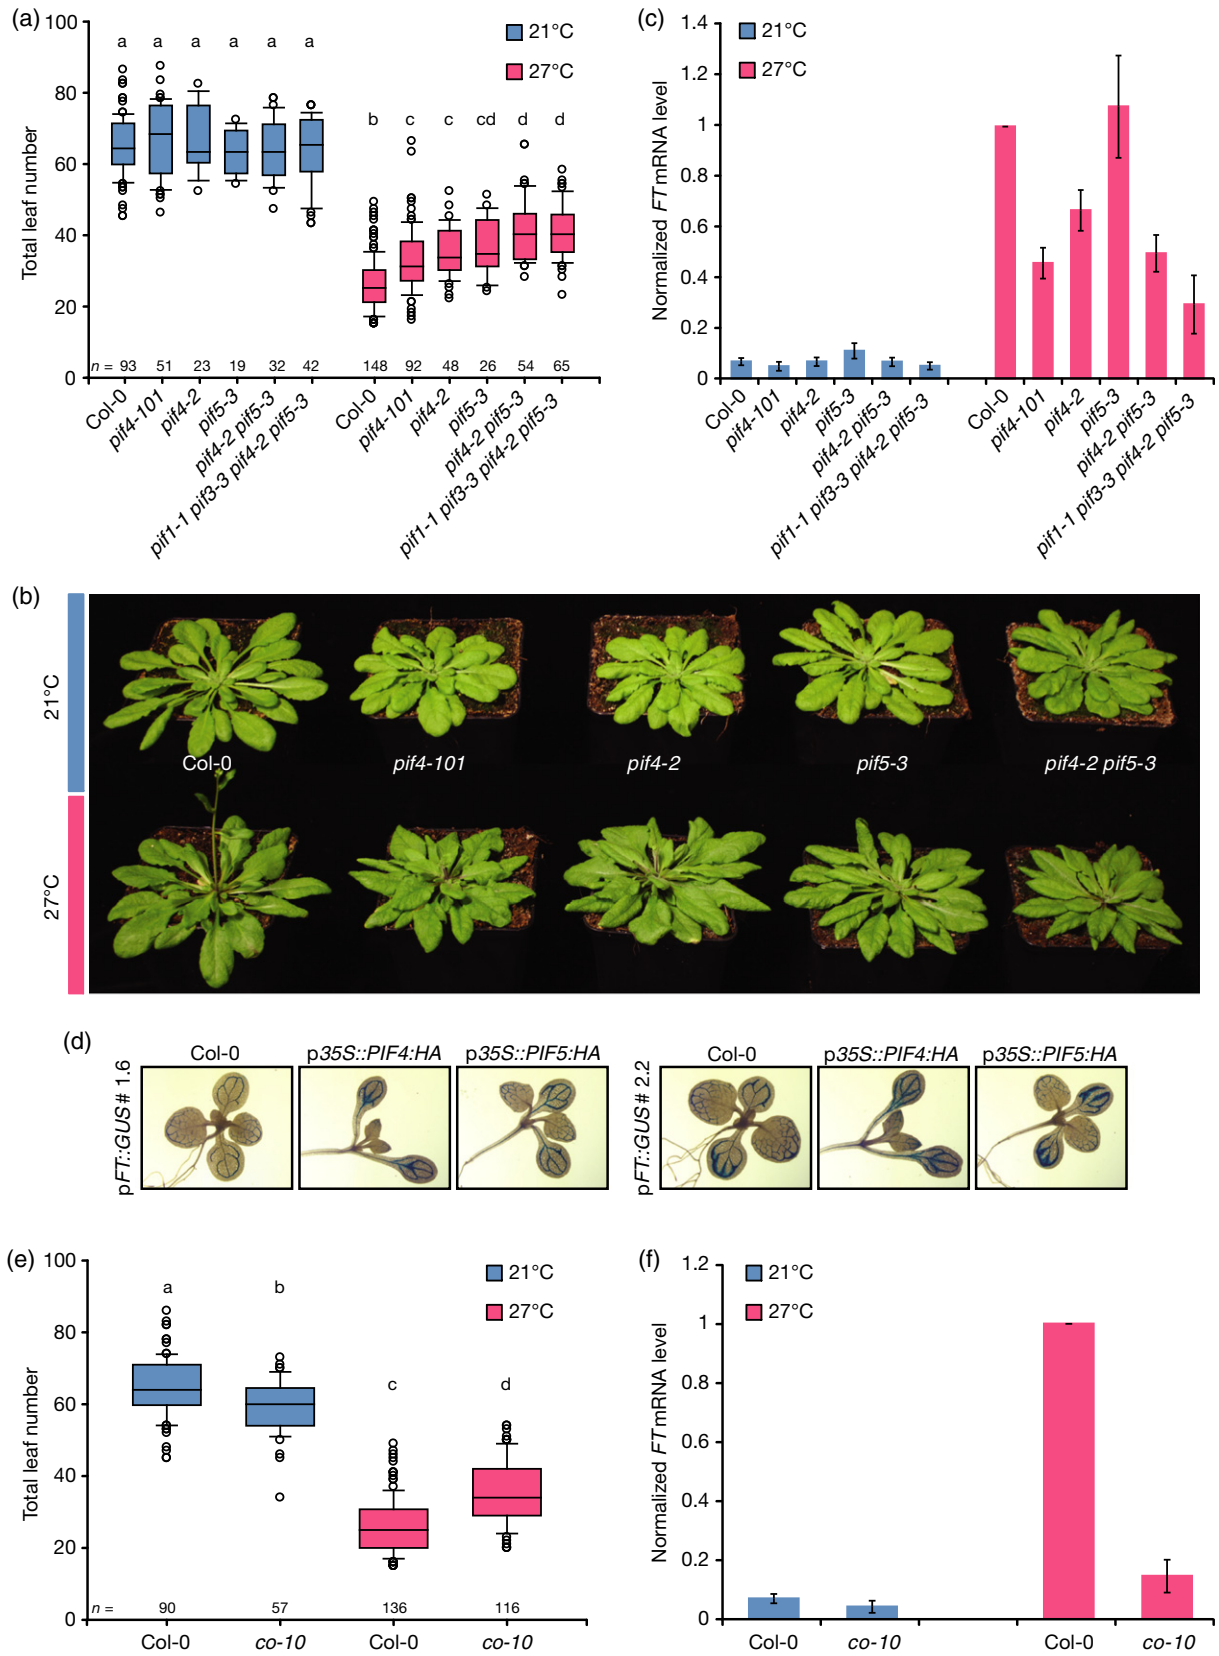 (a)
100
80
60
40
20
0
Total leaf number
21°C
27°C
a a a a a a
b c c cd d d
n = 93 51 23 19 32 42 148 92 48 26 54 65
Col-0
pif4-101
pif4-2
pif5-3
pif4-2 pif5-3
pif1-1 pif3-3 pif4-2 pif5-3
Col-0
pif4-101
pif4-2
pif5-3
pif4-2 pif5-3
pif1-1 pif3-3 pif4-2 pif5-3
(c)
1.4
1.2
1
0.8
0.6
0.4
0.2
0
Normalized FT mRNA level
21°C
27°C
Col-0
pif4-101
pif4-2
pif5-3
pif4-2 pif5-3
pif1-1 pif3-3 pif4-2 pif5-3
Col-0
pif4-101
pif4-2
pif5-3
pif4-2 pif5-3
pif1-1 pif3-3 pif4-2 pif5-3
(b)
21°C
Col-0 pif4-101 pif4-2 pif5-3 pif4-2 pif5-3
27°C
(d)
pFT::GUS# 1.6
Col-0 p35S::PIF4:HA p35S::PIF5:HA
pFT::GUS# 2.2
Col-0 p35S::PIF4:HA p35S::PIF5:HA
(e)
100
80
60
40
20
0
Total leaf number
21°C
27°C
a b c d
n = 90 57 136 116
Col-0 co-10 Col-0 co-10
(f)
1.2
1
0.8
0.6
0.4
0.2
0
Normalized FT mRNA level
21°C
27°C
Col-0 co-10 Col-0 co-10